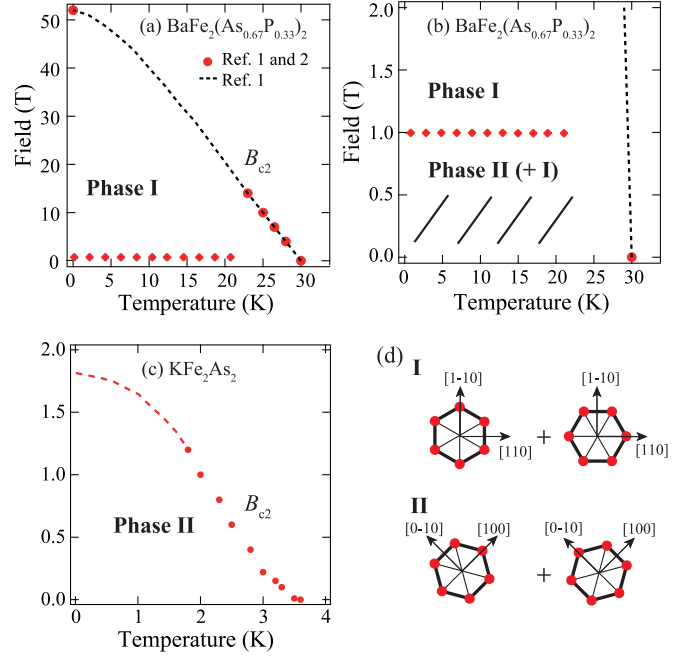 (a) BaFe2(As0.67P0.33)2
50
40
30
20
10
0
Field (T)
Ref. 1 and 2
Ref. 1
Bc2
Phase I
0 5 10 15 20 25 30
Temperature (K)
(b) BaFe2(As0.67P0.33)2
2.0
1.5
1.0
0.5
0.0
Phase I
Phase II (+ I)
0 5 10 15 20 25 30
Temperature (K)
(c) KFe2As2
2.0
1.5
1.0
0.5
0.0
Field (T)
Bc2
Phase II
0 1 2 3 4
Temperature (K)
(d)
I
[1-10] [1-10]
+
[110] [110]
II
[0-10] [100] [0-10] [100]
+